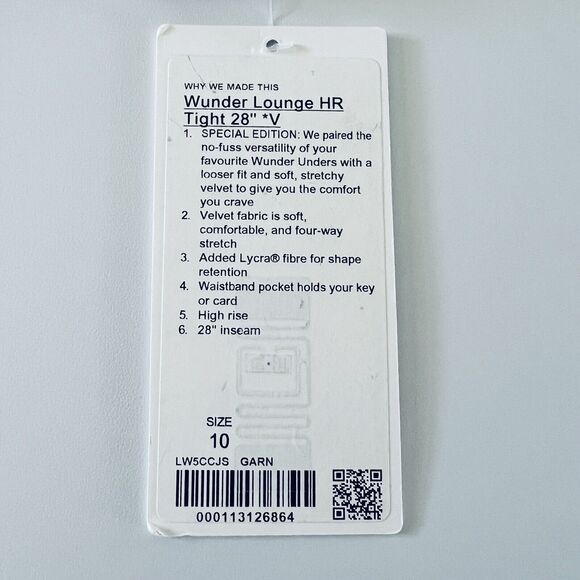 WHY WE MADE THIS
Wunder Lounge HR
Tight 28" *V
1. SPECIAL EDITION: We paired the
no-fuss versatility of your
favourite Wunder Unders with a
looser fit and soft, stretchy
velvet to give you the comfort
you crave
2. Velvet fabric is soft,
comfortable, and four-way
stretch
3. Added Lycra® fibre for shape
retention
4. Waistband pocket holds your key
or card
5. High rise
6. 28" inseam
SIZE
10
LW5CCJS GARN
000113126864